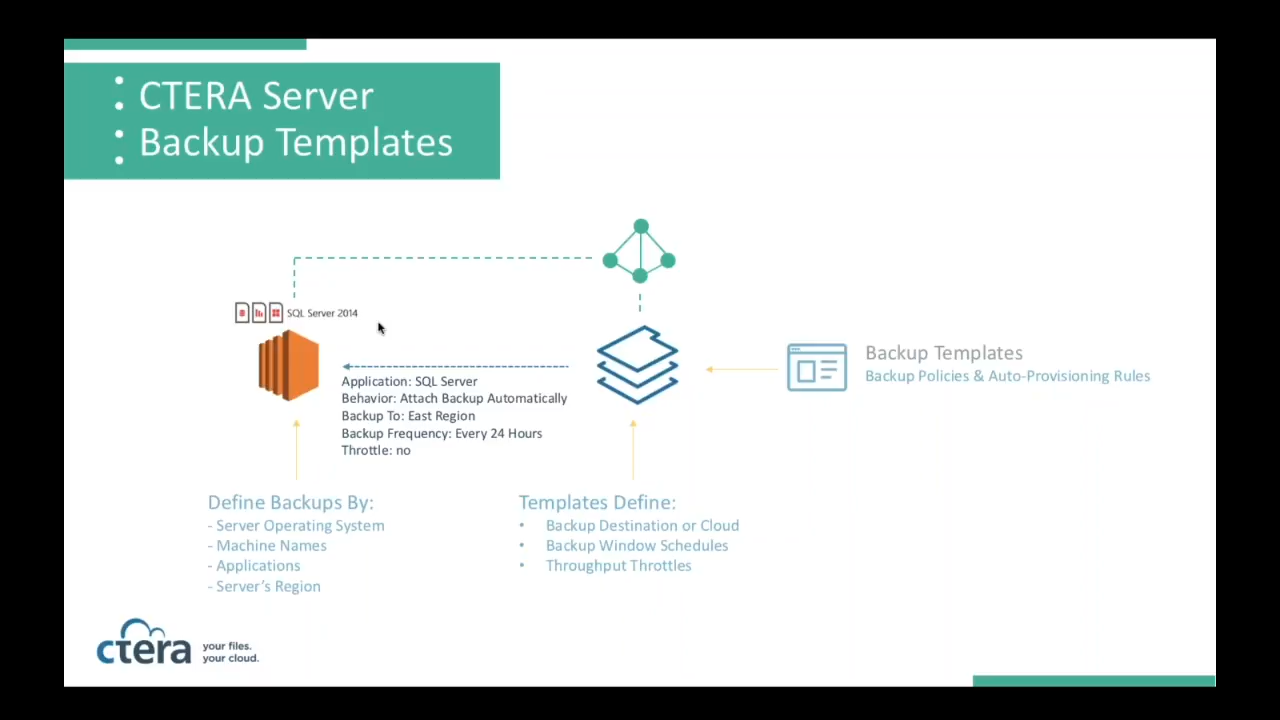 CTERA Server
Backup Templates
SQL Server 2014
Application: SQL Server
Behavior: Attach Backup Automatically
Backup To: East Region
Backup Frequency: Every 24 Hours
Throttle: no
Backup Templates
Backup Policies & Auto-Provisioning Rules
Define Backups By:
- Server Operating System
- Machine Names
- Applications
- Server’s Region
Templates Define:
• Backup Destination or Cloud
• Backup Window Schedules
• Throughput Throttles
ctera
your files.
your cloud.